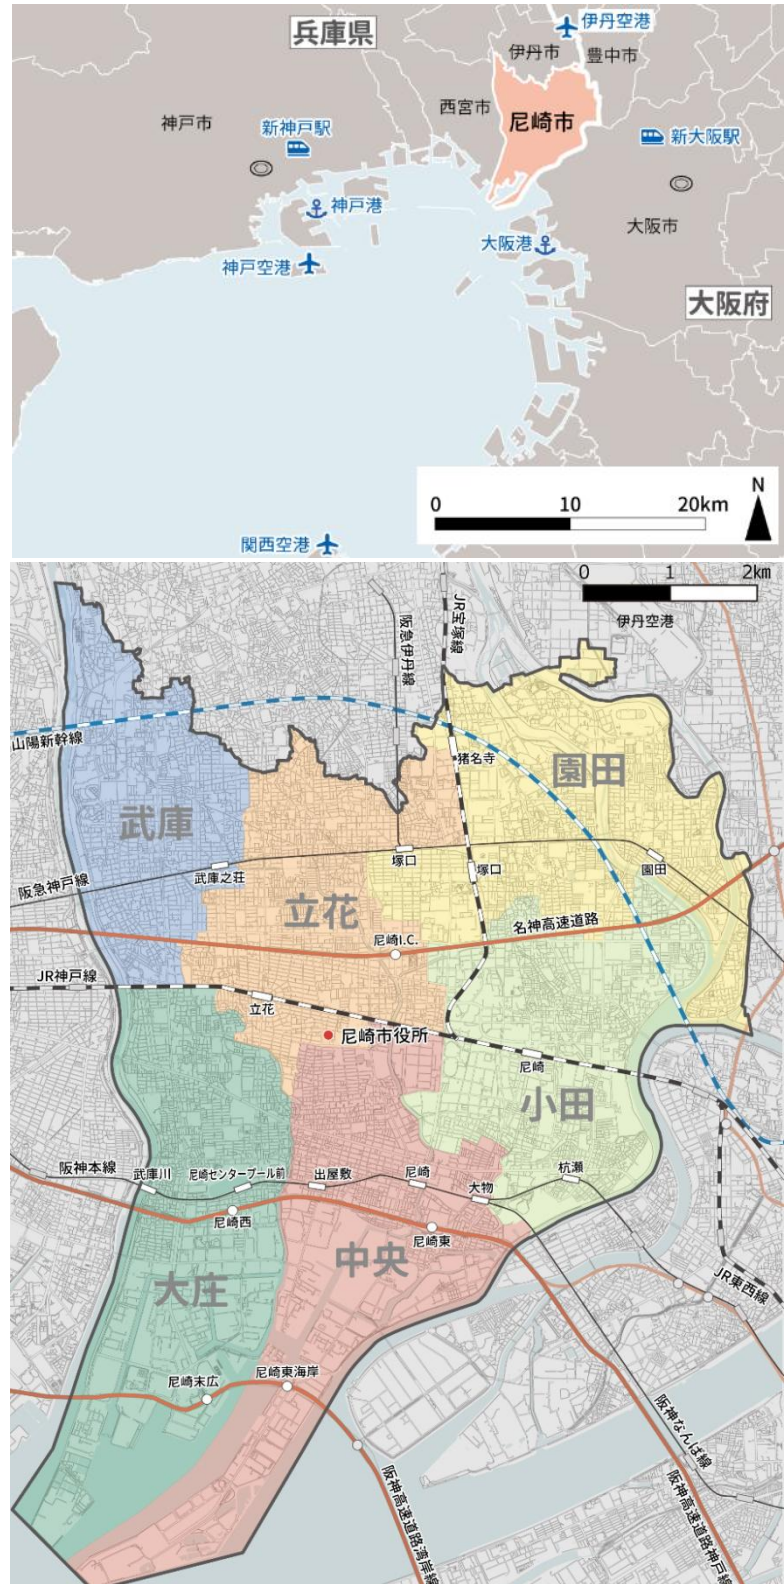 兵庫県
伊丹空港
伊丹市
豊中市
西宮市
尼崎市
神戸市
新神戸駅
新大阪駅
神戸港
大阪市
大阪港
神戸空港
大阪府
N
0 10 20km
関西空港
0 1 2km
伊丹空港
JR宝塚線
阪急伊丹線
山陽新幹線
猪名寺
園田
武庫
塚口
塚口
園田
武庫之荘
阪急神戸線
立花
名神高速道路
尼崎I.C.
JR神戸線
立花
尼崎市役所
尼崎
小田
阪神本線
武庫川
尼崎センタープール前
出屋敷
尼崎
大物
杭瀬
尼崎西
尼崎東
中央
大庄
JR東西線
尼崎末広
尼崎東海岸
阪神なんば線
阪神高速道路湾岸線
阪神高速道路神戸線